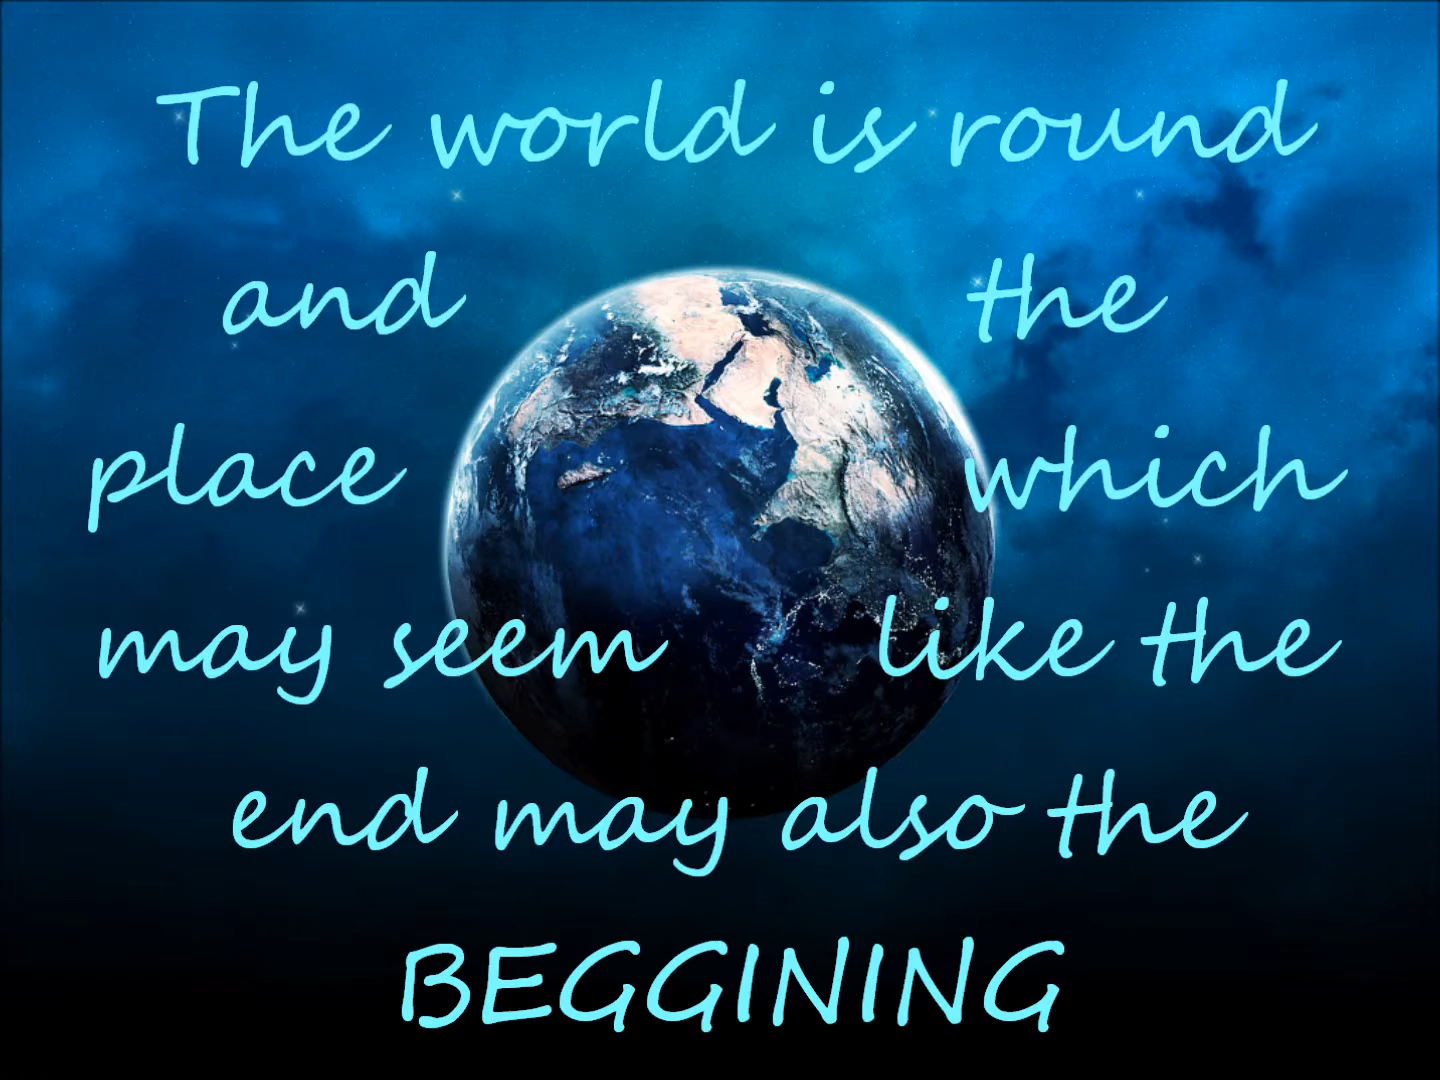 The world is round
and the
place which
may seem like the
end may also the
BEGGINING